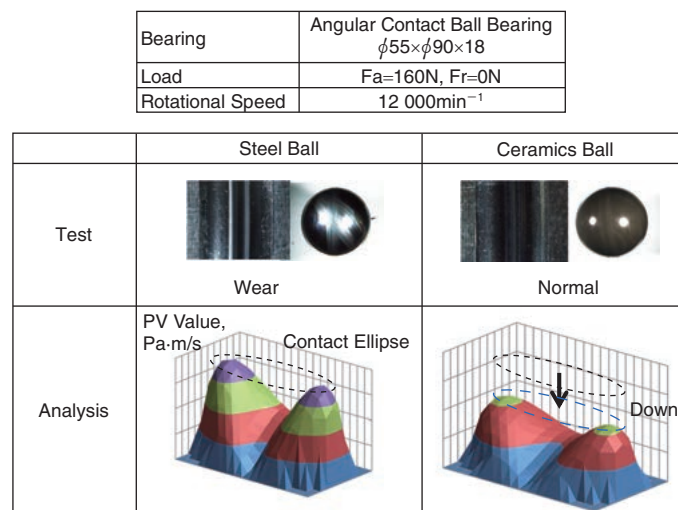 Bearing
Angular Contact Ball Bearing
ϕ55×ϕ90×18
Load
Fa=160N, Fr=0N
Rotational Speed
12 000min⁻¹
Steel Ball
Ceramics Ball
Test
Wear
Normal
Analysis
PV Value,
Pa·m/s
Contact Ellipse
Down